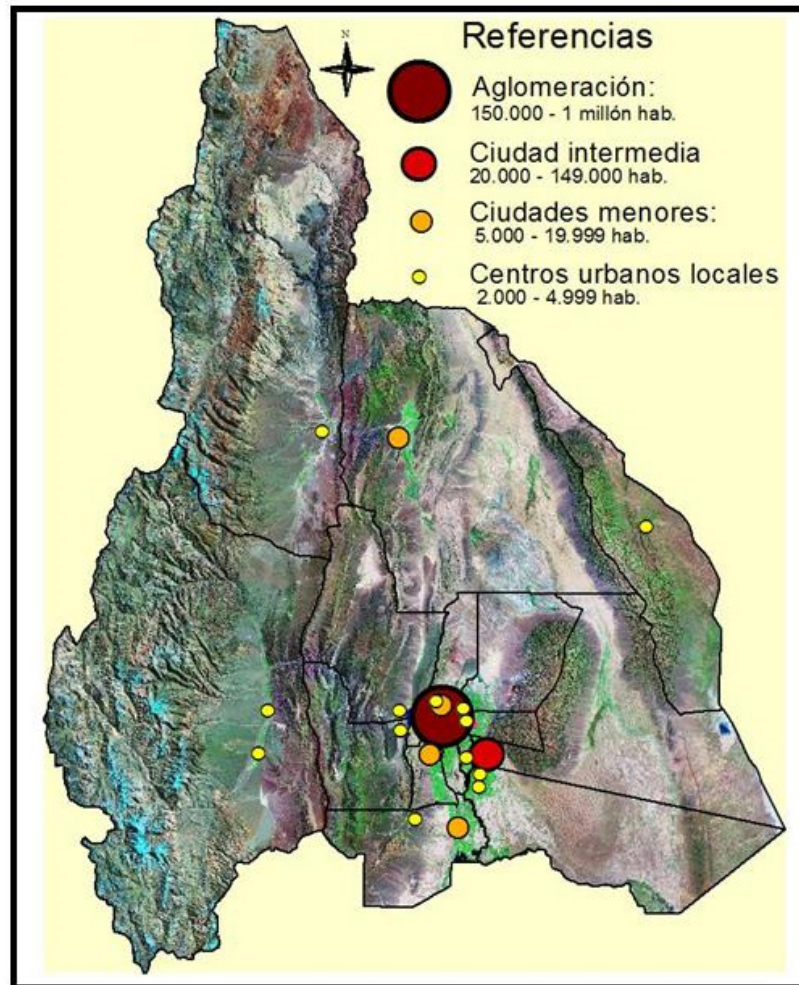 N
Referencias
Aglomeración:
150.000 - 1 millón hab.
Ciudad intermedia
20.000 - 149.000 hab.
Ciudades menores:
5.000 - 19.999 hab.
Centros urbanos locales
2.000 - 4.999 hab.